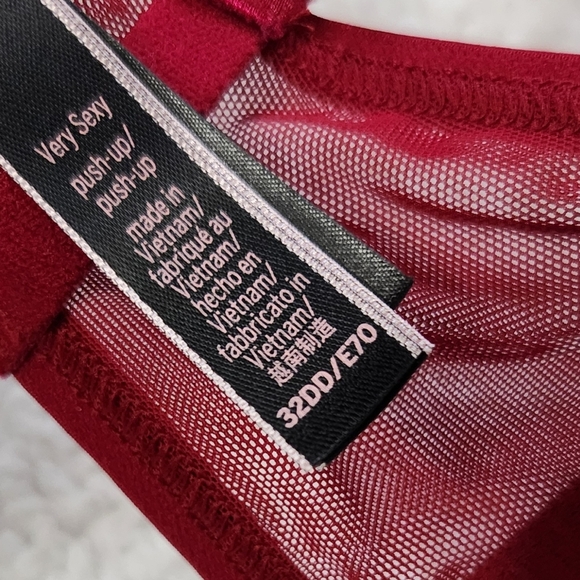 Very Sexy
push-up/
push-up
made in
Vietnam/
fabriqué au
Vietnam/
hecho en
Vietnam/
fabbricato in
Vietnam/
越南制造
32DD/E70